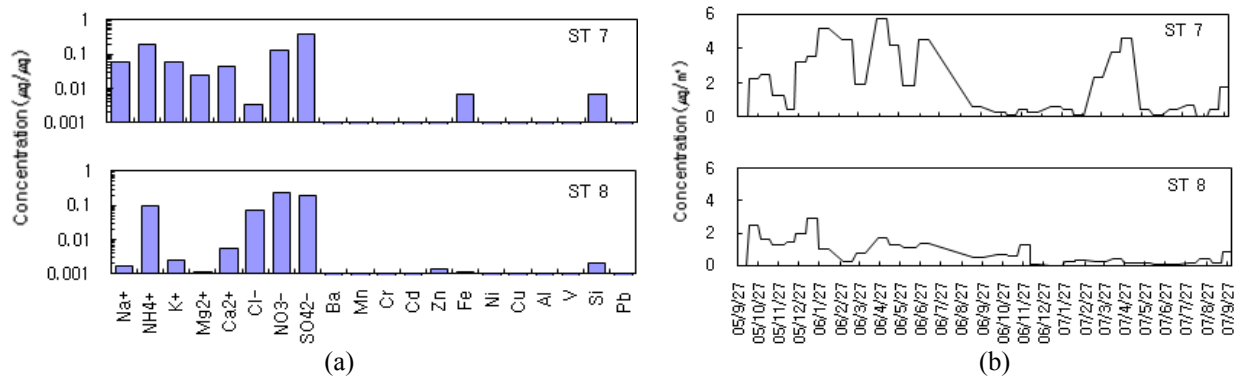 Concentration(μg/μg)
1
0.1
0.01
0.001
ST 7
1
0.1
0.01
0.001
ST 8
Na+
NH4+
K+
Mg2+
Ca2+
Cl-
NO3-
SO42-
Ba
Mn
Cr
Cd
Zn
Fe
Ni
Cu
Al
V
Si
Pb
(a)
Concentration(μg/m³)
6
4
2
0
ST 7
6
4
2
0
ST 8
05/9/27
05/10/27
05/11/27
05/12/27
06/1/27
06/2/27
06/3/27
06/4/27
06/5/27
06/6/27
06/7/27
06/8/27
06/9/27
06/10/27
06/11/27
06/12/27
07/1/27
07/2/27
07/3/27
07/4/27
07/5/27
07/6/27
07/7/27
07/8/27
07/9/27
(b)